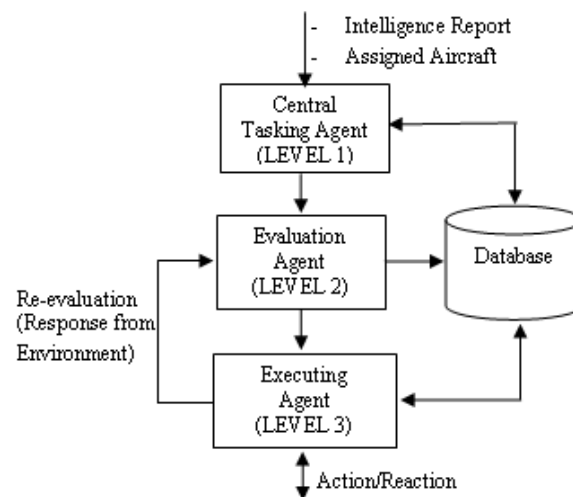 - Intelligence Report
- Assigned Aircraft
Central
Tasking Agent
(LEVEL 1)
Evaluation
Agent
(LEVEL 2)
Database
Re-evaluation
(Response from
Environment)
Executing
Agent
(LEVEL 3)
Action/Reaction